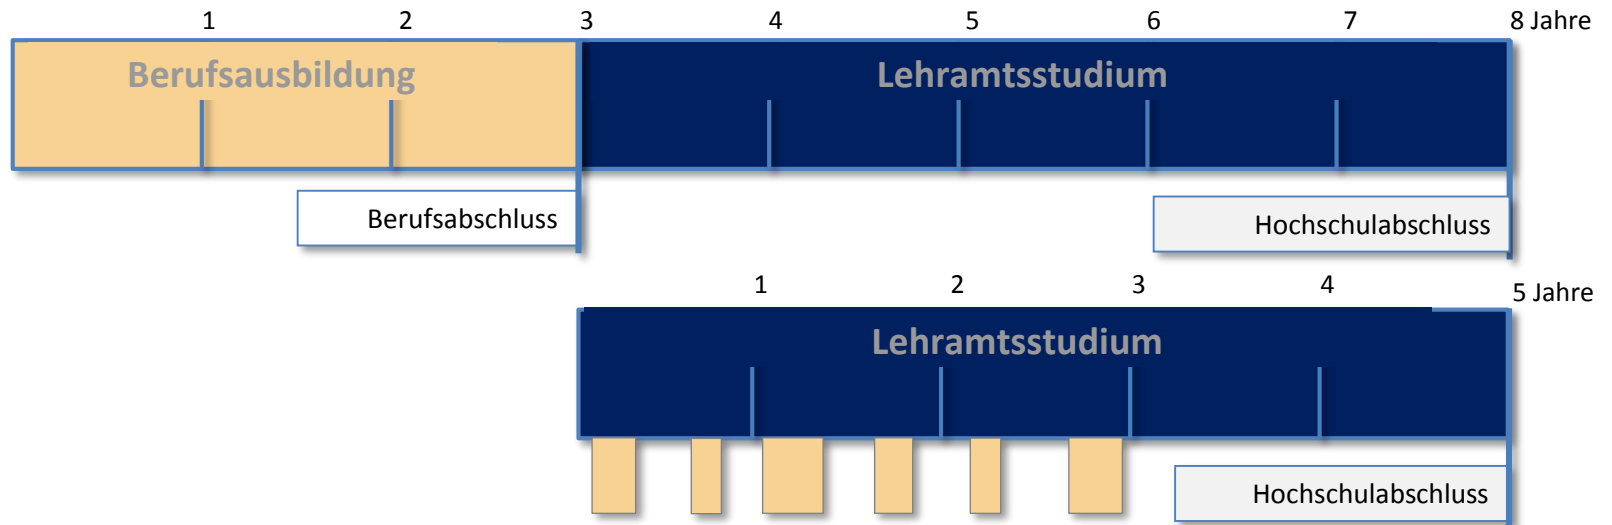 1 2 3 4 5 6 7 8 Jahre
Berufsausbildung Lehramtsstudium
Berufsabschluss Hochschulabschluss
1 2 3 4 5 Jahre
Lehramtsstudium
Hochschulabschluss